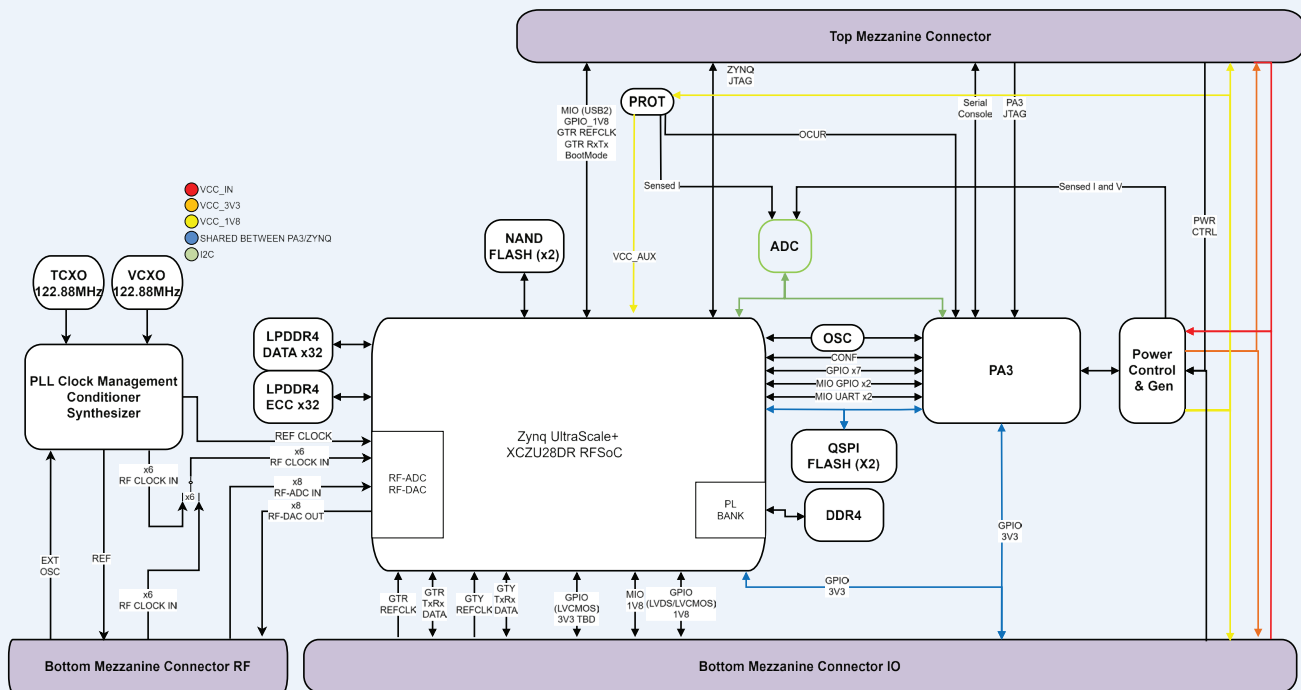 Top Mezzanine Connector
ZYNQ
JTAG
PROT
MIO (USB2)
GPIO_1V8
GTR REFCLK
GTR RxTx
BootMode
Serial
Console
PA3
JTAG
OCUR
Sensed I
Sensed I and V
VCC_IN
VCC_3V3
VCC_1V8
SHARED BETWEEN PA3/ZYNQ
I2C
PWR
CTRL
NAND
FLASH (x2)
ADC
VCC_AUX
TCXO
122.88MHz
VCXO
122.88MHz
LPDDR4
DATA x32
LPDDR4
ECC x32
OSC
CONF
GPIO x7
MIO GPIO x2
MIO UART x2
PA3
Power
Control
& Gen
PLL Clock Management
Conditioner
Synthesizer
Zynq UltraScale+
XCZU28DR RFSoC
QSPI
FLASH (X2)
REF CLOCK
x6
RF CLOCK IN
x6
RF CLOCK IN
x6
x8
RF-ADC IN
x8
RF-DAC OUT
RF-ADC
RF-DAC
PL
BANK
DDR4
EXT
OSC
REF
x6
RF CLOCK IN
GPIO
3V3
GTR
REFCLK
GTR
TxRx
DATA
GTY
REFCLK
GTY
TxRx
DATA
GPIO
(LVCMOS)
3V3 TBD
MIO
1V8
GPIO
(LVDS/LVCMOS)
1V8
GPIO
3V3
Bottom Mezzanine Connector RF
Bottom Mezzanine Connector IO